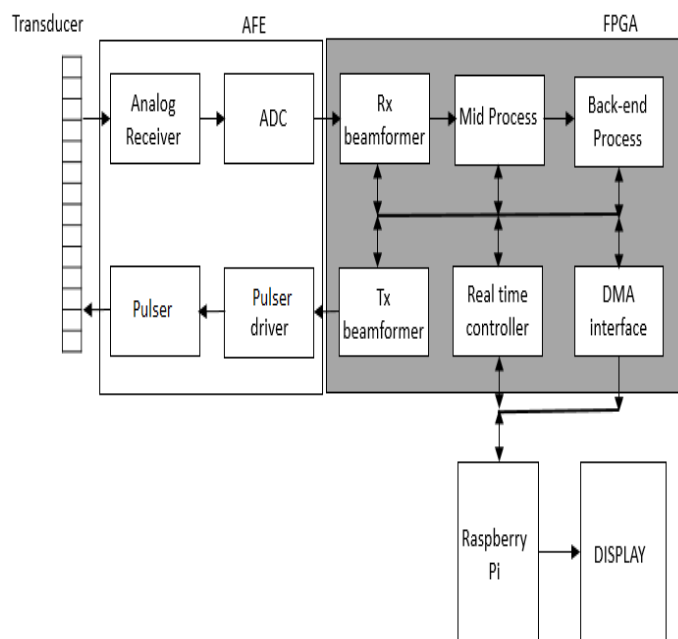 Transducer
AFE
FPGA
Analog
Receiver
ADC
Rx
beamformer
Mid Process
Back-end
Process
Pulser
Pulser
driver
Tx
beamformer
Real time
controller
DMA
interface
Raspberry
Pi
DISPLAY